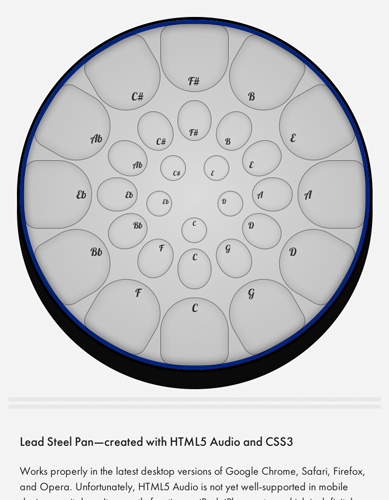 F#
C#
B
Ab
E
F#
C#
B
Ab
E
C#
E
Eb
Eb
Eb
D
A
A
C
Bb
D
Bb
F
G
D
C
F
G
C
Lead Steel Pan—created with HTML5 Audio and CSS3
Works properly in the latest desktop versions of Google Chrome, Safari, Firefox,
and Opera. Unfortunately, HTML5 Audio is not yet well-supported in mobile